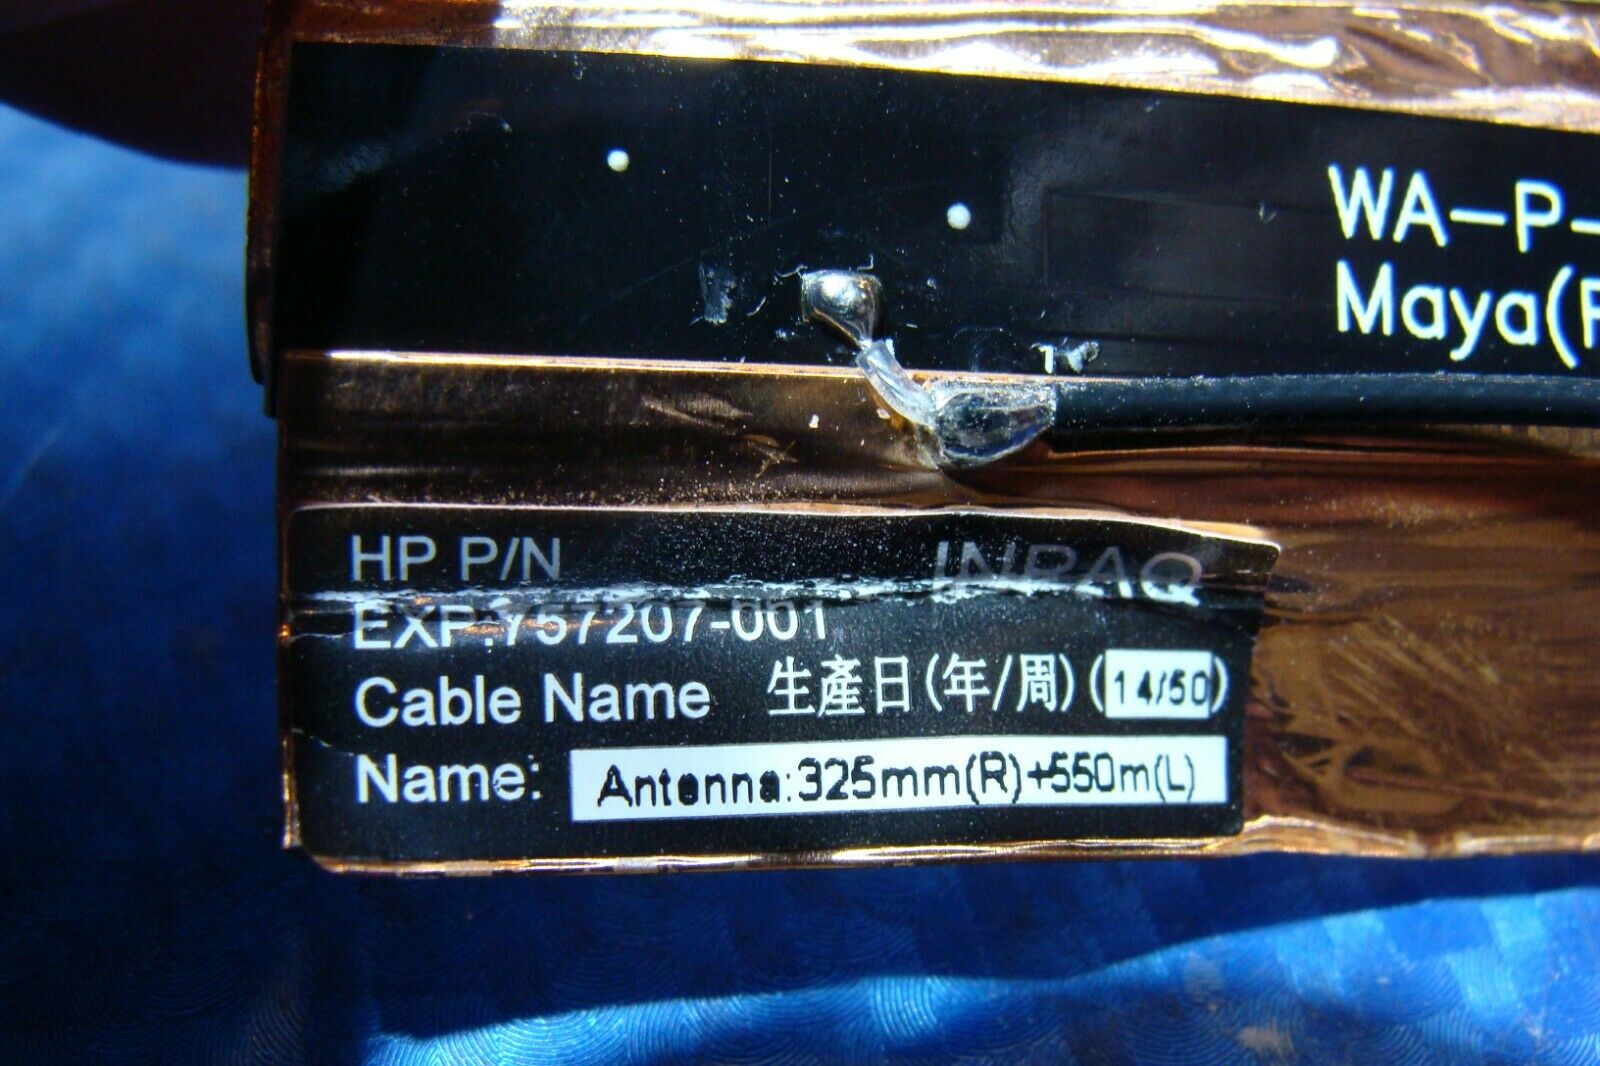 WA-P-
Maya(
HP P/N INPAQ
EXP:757207-001
Cable Name 生產日(年/周)(14/50)
Name: Antenna:325mm(R)+550m(L)